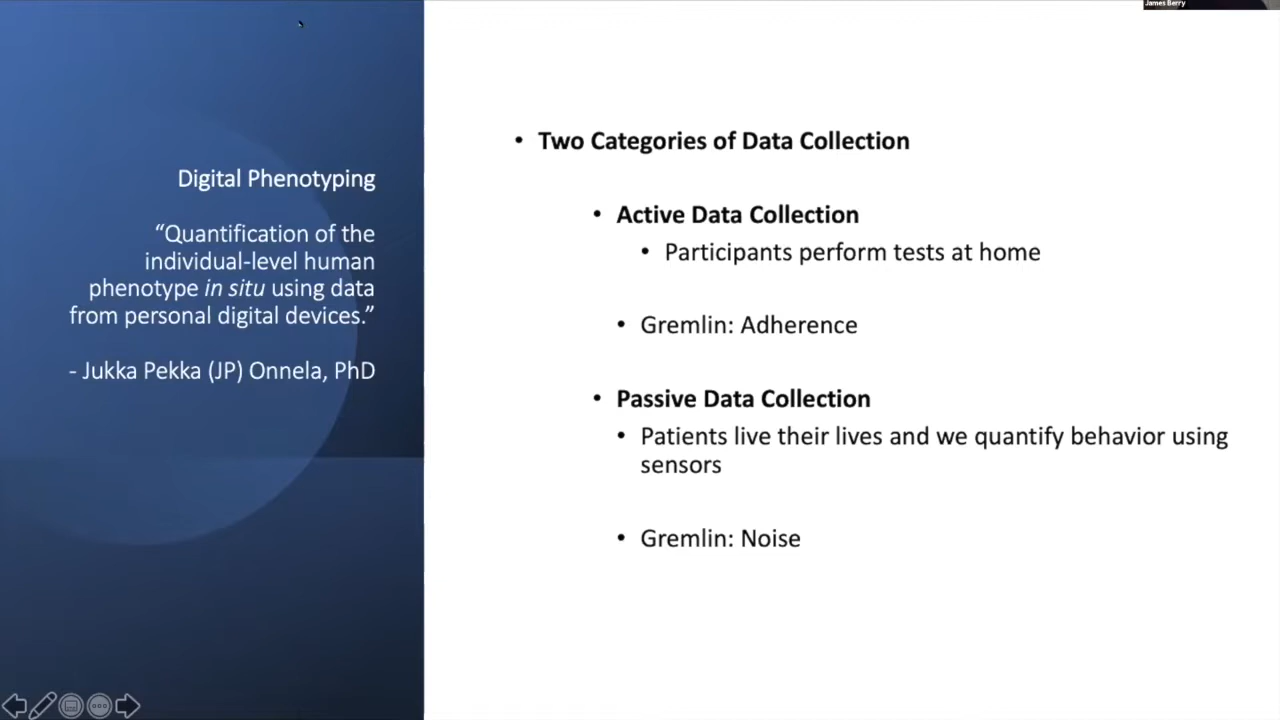 James Berry
Digital Phenotyping
“Quantification of the
individual-level human
phenotype in situ using data
from personal digital devices.”
- Jukka Pekka (JP) Onnela, PhD
• Two Categories of Data Collection
• Active Data Collection
• Participants perform tests at home
• Gremlin: Adherence
• Passive Data Collection
• Patients live their lives and we quantify behavior using
sensors
• Gremlin: Noise